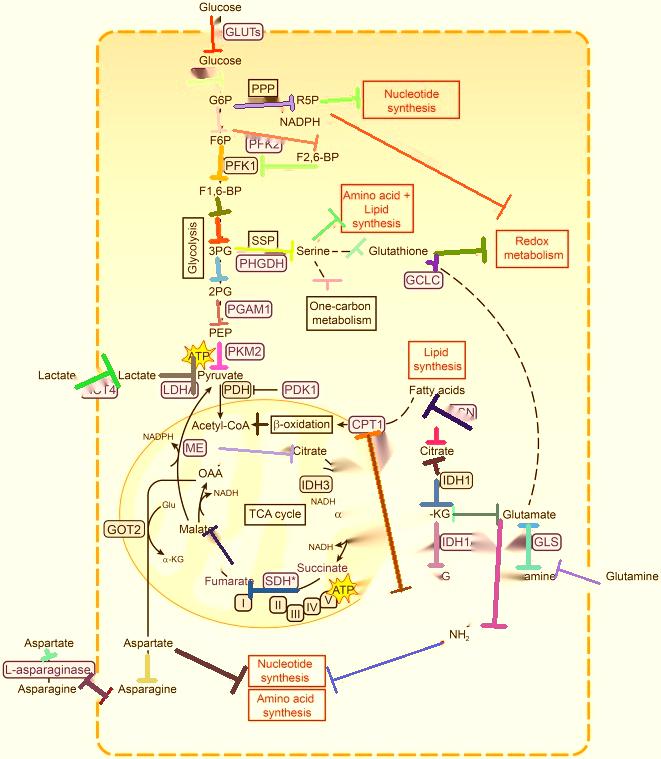 Glucose
GLUTs
Glucose
G6P
PPP
R5P
Nucleotide
synthesis
NADPH
F6P
PFK2
F2,6-BP
PFK1
F1,6-BP
Amino acid +
Lipid
synthesis
Glycolysis
3PG
SSP
PHGDH
Serine
Glutathione
Redox
metabolism
GCLC
2PG
One-carbon
metabolism
PGAM1
PEP
ATP
PKM2
Lipid
synthesis
Lactate
Lactate
LDHA
Pyruvate
PDH
PDK1
Fatty acids
Acetyl-CoA
β-oxidation
CPT1
NADPH
ME
Citrate
Citrate
OAA
IDH3
IDH1
NADH
NADH
Glu
TCA cycle
α
-KG
Glutamate
GOT2
Malate
NADH
IDH1
GLS
α-KG
Succinate
Fumarate
SDH*
G
amine
Glutamine
I
II
III
IV
V
ATP
NH2
Aspartate
Aspartate
L-asparaginase
Asparagine
Asparagine
Nucleotide
synthesis
Amino acid
synthesis